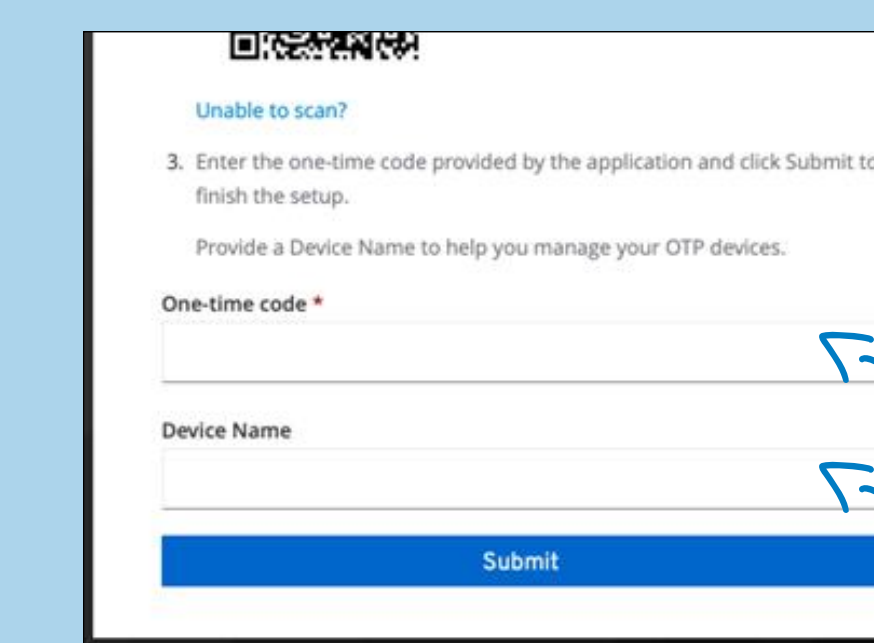 Unable to scan?
3. Enter the one-time code provided by the application and click Submit to
finish the setup.
Provide a Device Name to help you manage your OTP devices.
One-time code *
Device Name
Submit